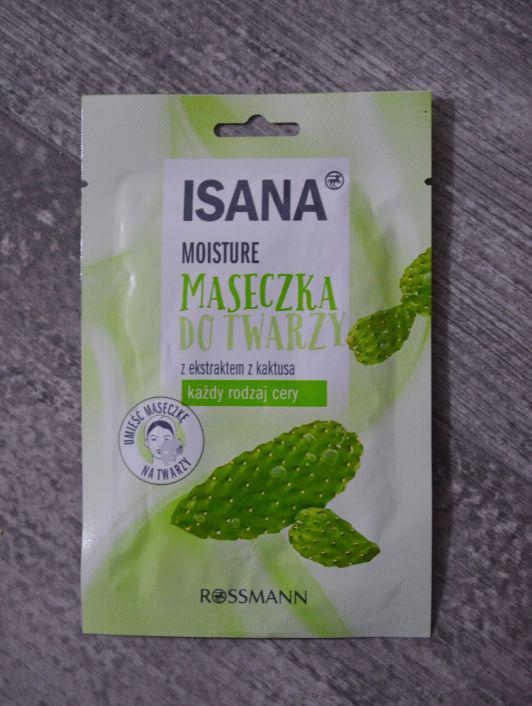 ISANA
MOISTURE
MASECZKA
DO TWARZY
z ekstraktem z kaktusa
każdy rodzaj cery
UMIEŚĆ MASECZKĘ
NA TWARZY
ROSSMANN